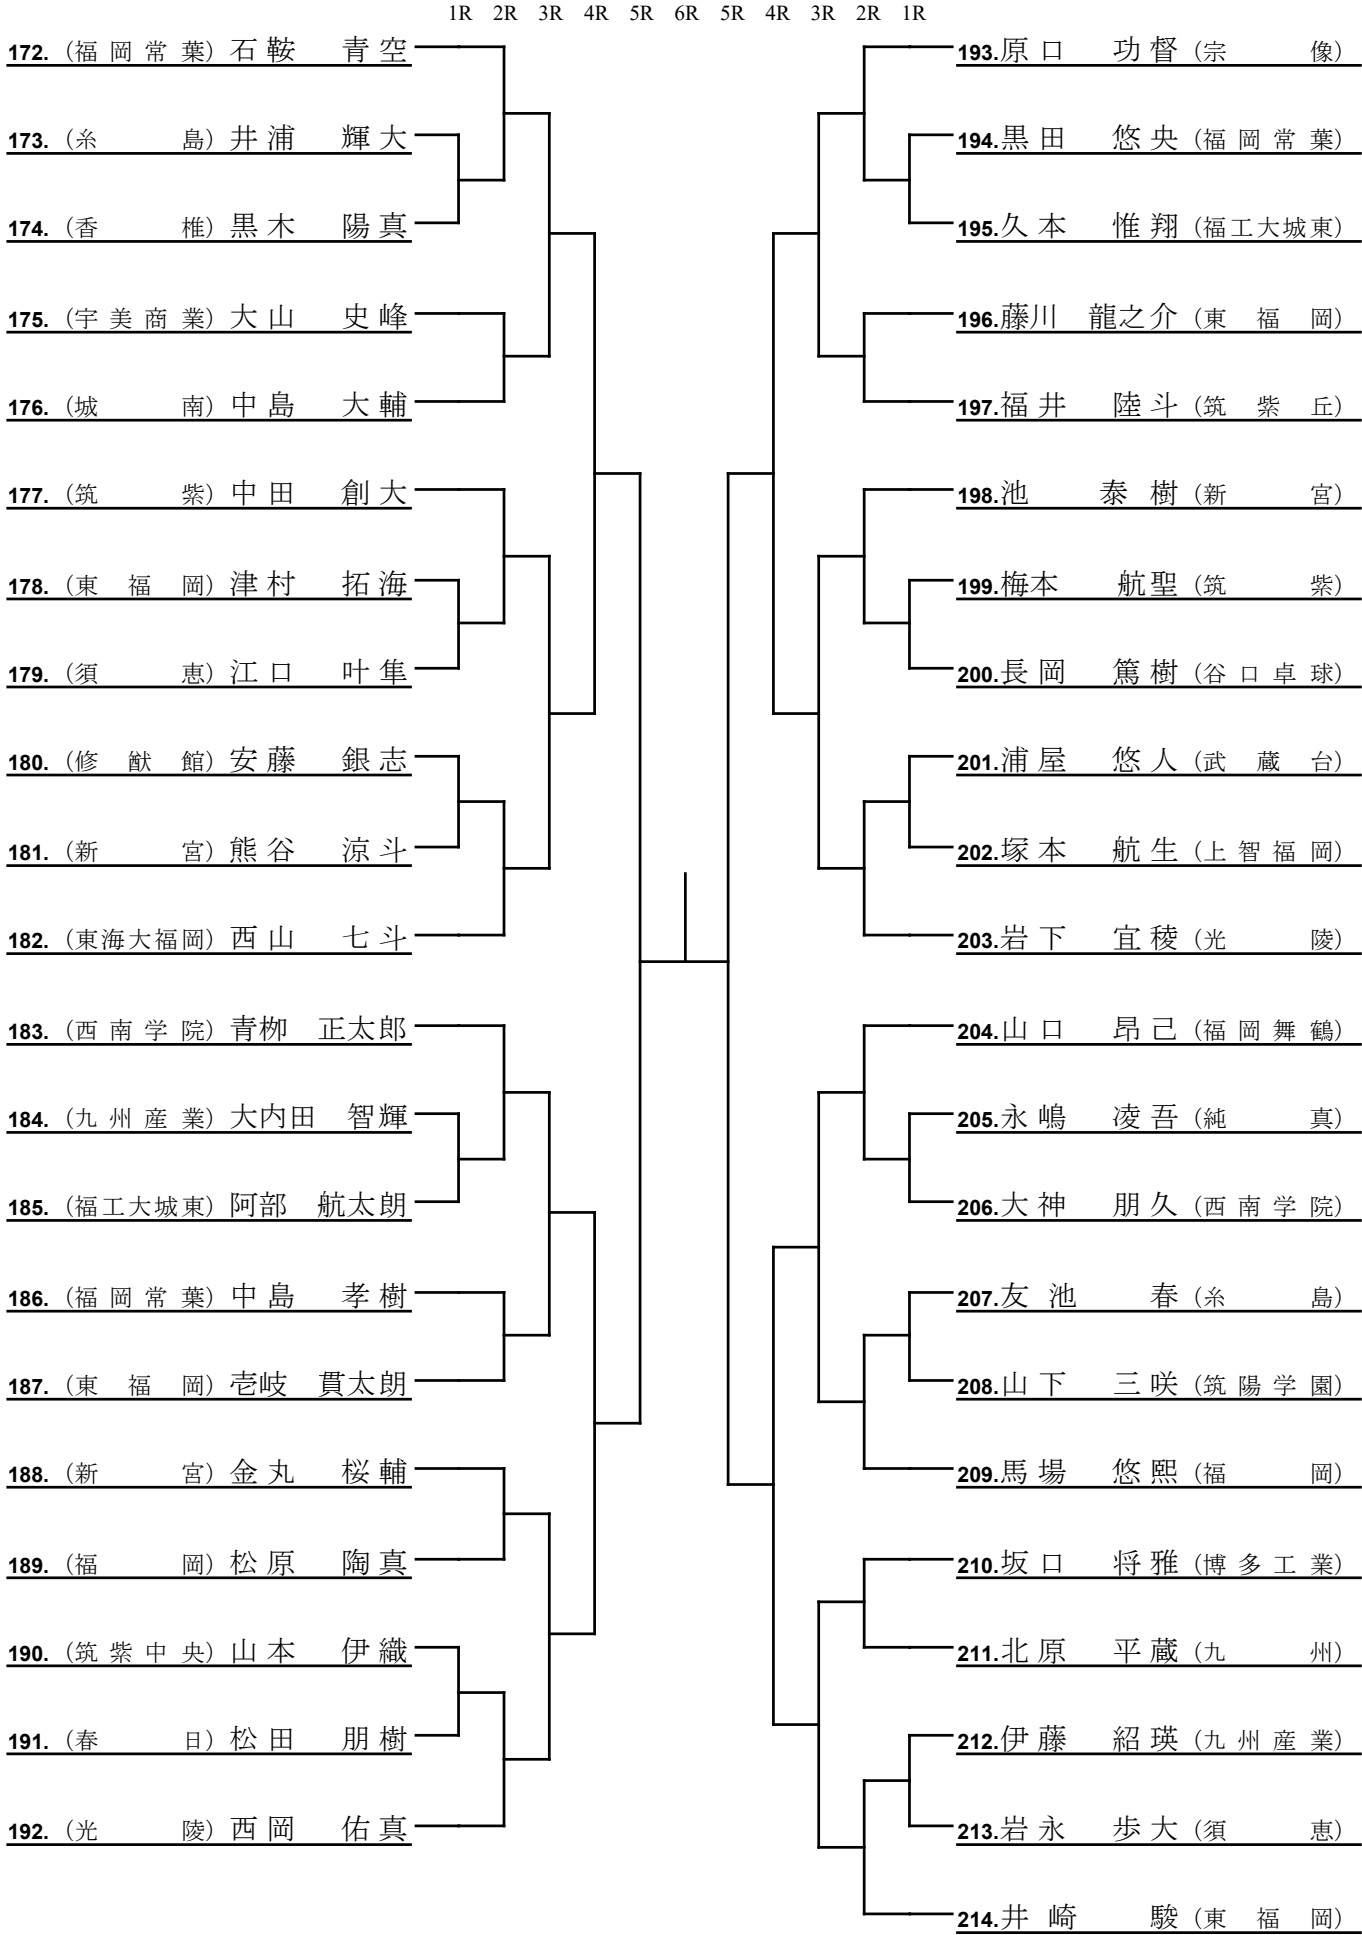 1R 2R 3R 4R 5R 6R 5R 4R 3R 2R 1R
172. (福岡常葉) 石鞍 青空
173. (糸島) 井浦 輝大
174. (香椎) 黒木 陽真
175. (宇美商業) 大山 史峰
176. (城南) 中島 大輔
177. (筑紫) 中田 創大
178. (東福岡) 津村 拓海
179. (須恵) 江口 叶隼
180. (修猷館) 安藤 銀志
181. (新宮) 熊谷 涼斗
182. (東海大福岡) 西山 七斗
183. (西南学院) 青栁 正太郎
184. (九州産業) 大内田 智輝
185. (福工大城東) 阿部 航太朗
186. (福岡常葉) 中島 孝樹
187. (東福岡) 壱岐 貫太朗
188. (新宮) 金丸 桜輔
189. (福岡) 松原 陶真
190. (筑紫中央) 山本 伊織
191. (春日) 松田 朋樹
192. (光陵) 西岡 佑真
193. 原口 功督 (宗像)
194. 黒田 悠央 (福岡常葉)
195. 久本 惟翔 (福工大城東)
196. 藤川 龍之介 (東福岡)
197. 福井 陸斗 (筑紫丘)
198. 池 泰樹 (新宮)
199. 梅本 航聖 (筑紫)
200. 長岡 篤樹 (谷口卓球)
201. 浦屋 悠人 (武蔵台)
202. 塚本 航生 (上智福岡)
203. 岩下 宜稜 (光陵)
204. 山口 昂己 (福岡舞鶴)
205. 永嶋 凌吾 (純真)
206. 大神 朋久 (西南学院)
207. 友池 春 (糸島)
208. 山下 三咲 (筑陽学園)
209. 馬場 悠熙 (福岡)
210. 坂口 将雅 (博多工業)
211. 北原 平蔵 (九州)
212. 伊藤 紹瑛 (九州産業)
213. 岩永 歩大 (須恵)
214. 井崎 駿 (東福岡)